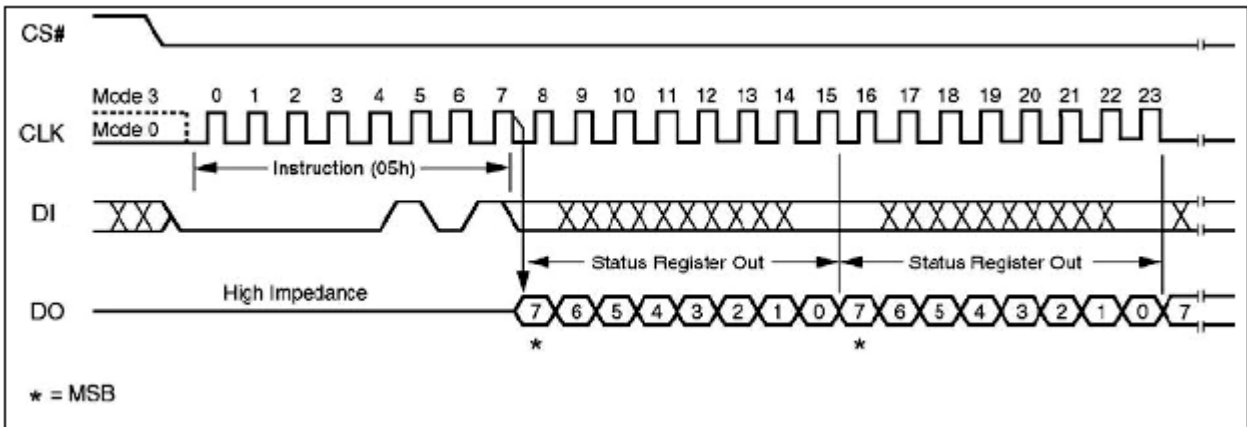 CS#
Mode 3 0 1 2 3 4 5 6 7 8 9 10 11 12 13 14 15 16 17 18 19 20 21 22 23
CLK Mode 0
Instruction (05h)
DI
Status Register Out Status Register Out
High Impedance
DO 7 6 5 4 3 2 1 0 7 6 5 4 3 2 1 0 7
* *
* = MSB